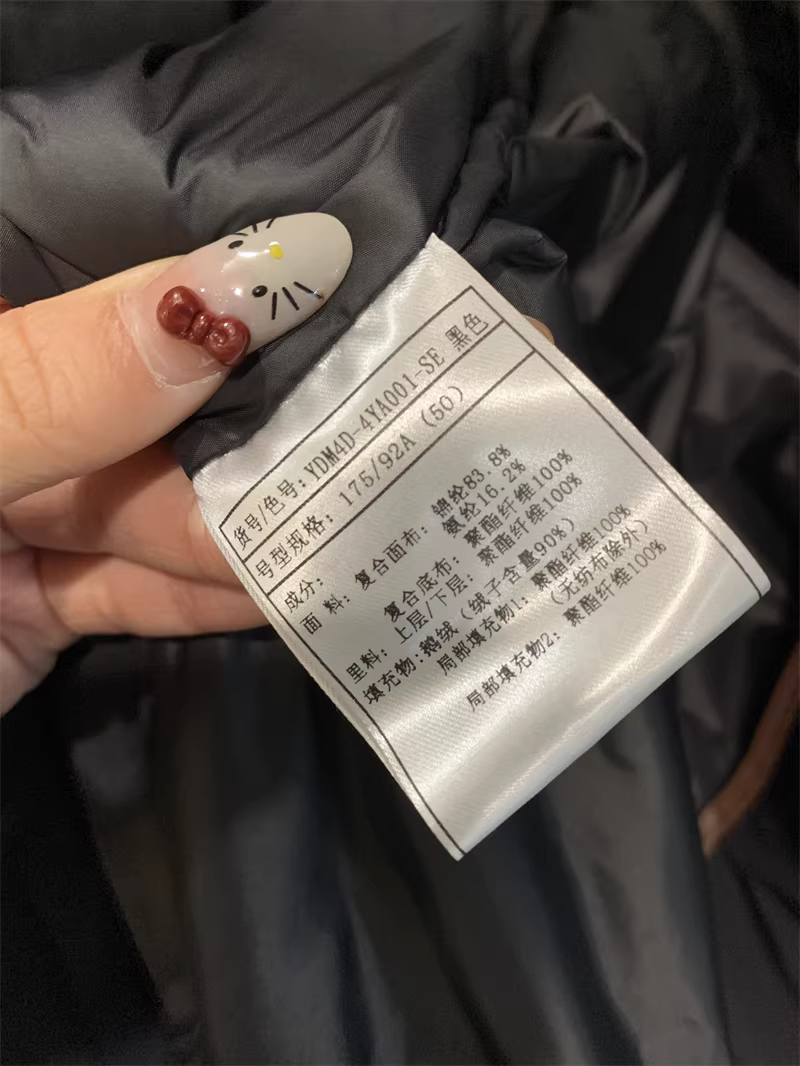 货号/色号: YDM4D-4YA001-SE 黑色
号型规格: 175/92A (50)
成分:
面 料: 复合面布: 锦纶83.8%
氨纶16.2%
复合底布: 聚酯纤维100%
里料: 上层/下层: 聚酯纤维100%
填充物: 鹅绒 (绒子含量90%)
局部填充物1: 聚酯纤维100%
(无纺布除外)
局部填充物2: 聚酯纤维100%